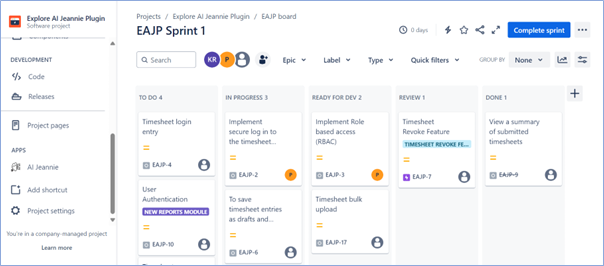 Explore AI Jeannie Plugin
Software project
DEVELOPMENT
Code
Releases
Project pages
APPS
AI Jeannie
Add shortcut
Project settings
You're in a company-managed project
Learn more
Projects / Explore AI Jeannie Plugin / EAJP board
EAJP Sprint 1
0 days
Complete sprint
Search
KR
P
Epic
Label
Type
Quick filters
GROUP BY
None
TO DO 4
Timesheet login
entry
EAJP-4
User
Authentication
NEW REPORTS MODULE
EAJP-10
IN PROGRESS 3
Implement
secure log in to
the timesheet...
EAJP-2
P
To save
timesheet entries
as drafts and...
EAJP-6
READY FOR DEV 2
Implement Role
based access
(RBAC)
EAJP-3
P
Timesheet bulk
upload
EAJP-17
REVIEW 1
Timesheet
Revoke Feature
TIMESHEET REVOKE FE...
EAJP-7
DONE 1
View a summary
of submitted
timesheets
EAJP-9